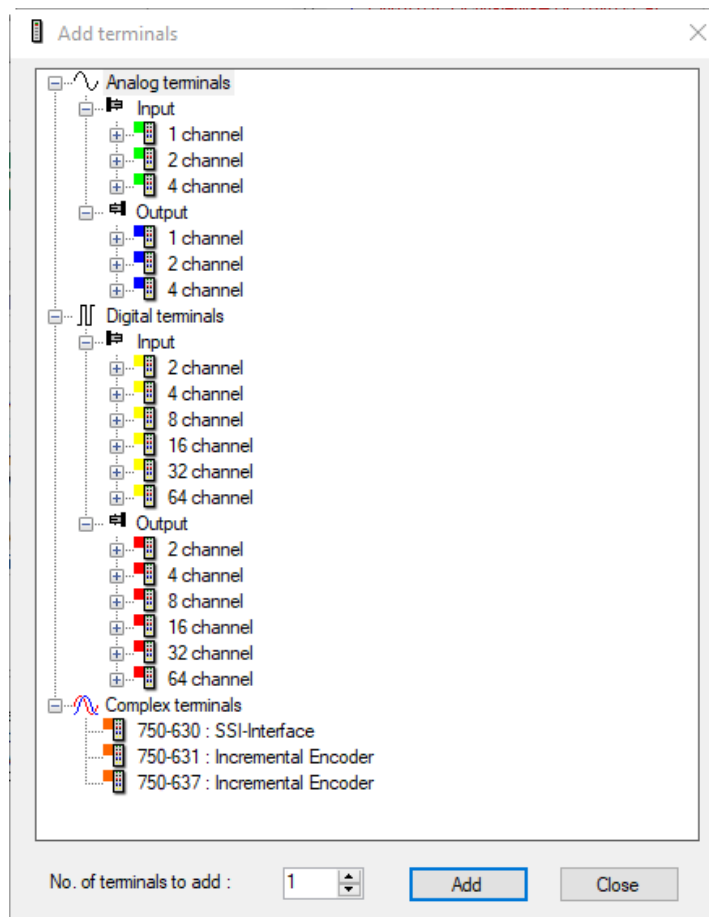 Add terminals
Analog terminals
Input
1 channel
2 channel
4 channel
Output
1 channel
2 channel
4 channel
Digital terminals
Input
2 channel
4 channel
8 channel
16 channel
32 channel
64 channel
Output
2 channel
4 channel
8 channel
16 channel
32 channel
64 channel
Complex terminals
750-630 : SSI-Interface
750-631 : Incremental Encoder
750-637 : Incremental Encoder
No. of terminals to add : 1 Add Close